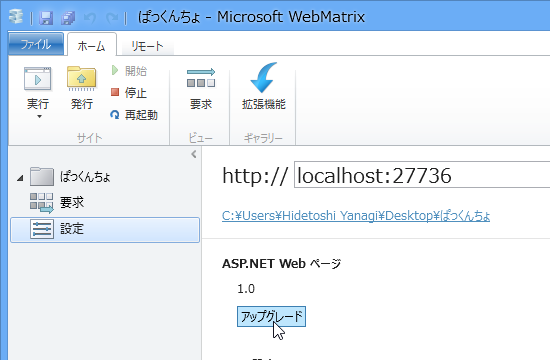 ぱっくんちょ - Microsoft WebMatrix
ファイル ホーム リモート
実行 発行 開始 停止 再起動 要求 拡張機能
サイト ビュー ギャラリー
ぱっくんちょ
要求
設定
http:// localhost:27736
C:¥Users¥Hidetoshi Yanagi¥Desktop¥ぱっくんちょ
ASP.NET Web ページ
1.0
アップグレード